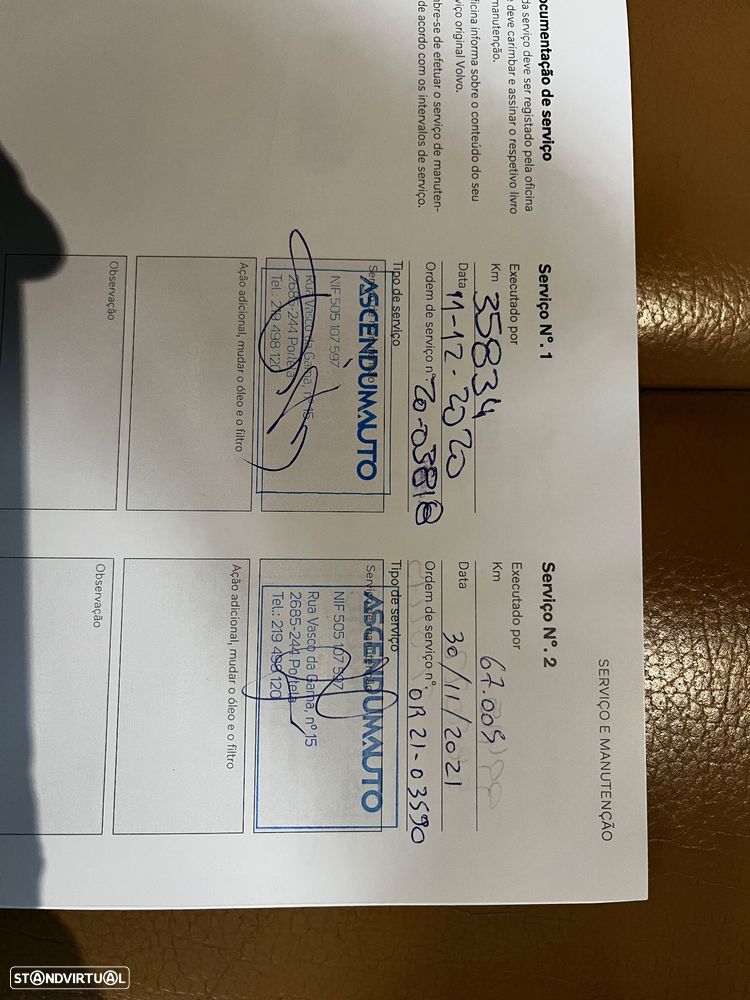 SERVIÇO E MANUTENÇÃO
ocumentação de serviço
da serviço deve ser registado pela oficina
e deve carimbar e assinar o respetivo livro
manutenção.
ficina informa sobre o conteúdo do seu
viço original Volvo.
nbre-se de efetuar o serviço de manuten-
de acordo com os intervalos de serviço.
Serviço Nº. 1
Executado por
Km 35834
Data 11-12-2020
Ordem de serviço nº. 20-03818
Tipo de serviço
ASCENDUMAUTO
NIF 505 107 597
Rua Vasco da Gama, nº 15
2685-244 Portela
Tel. 219 498 120
Ação adicional, mudar o óleo e o filtro
Observação
Serviço Nº. 2
Executado por
Km 67.009
Data 30/11/2021
Ordem de serviço nº. OR 21-03590
Tipo de serviço
ASCENDUMAUTO
NIF 505 107 597
Rua Vasco da Gama, nº 15
2685-244 Portela
Tel.: 219 498 120
Ação adicional, mudar o óleo e o filtro
Observação
STANDVIRTUAL